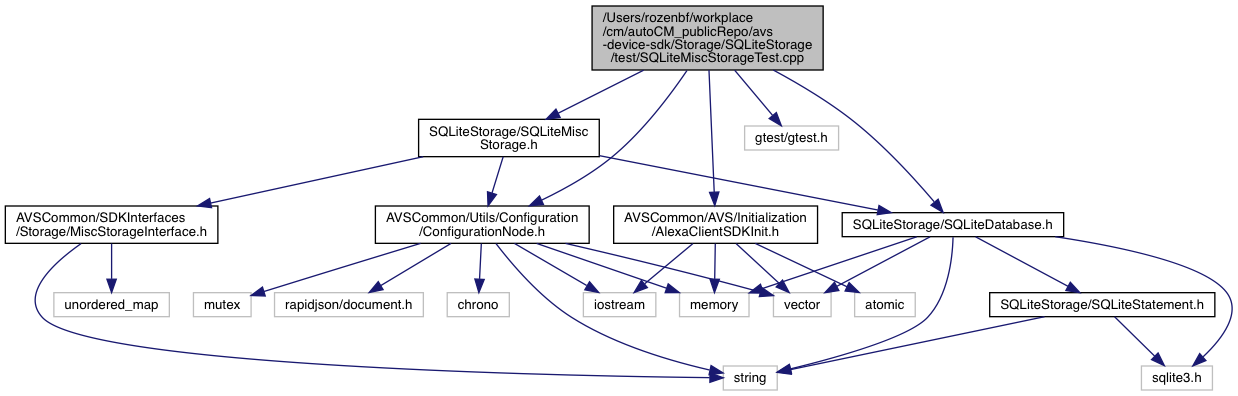 /Users/rozenbf/workplace
/cm/autoCM_publicRepo/avs
-device-sdk/Storage/SQLiteStorage
/test/SQLiteMiscStorageTest.cpp
SQLiteStorage/SQLiteMisc
Storage.h
gtest/gtest.h
AVSCommon/SDKInterfaces
/Storage/MiscStorageInterface.h
AVSCommon/Utils/Configuration
/ConfigurationNode.h
AVSCommon/AVS/Initialization
/AlexaClientSDKInit.h
SQLiteStorage/SQLiteDatabase.h
unordered_map
mutex
rapidjson/document.h
chrono
iostream
memory
vector
atomic
SQLiteStorage/SQLiteStatement.h
string
sqlite3.h